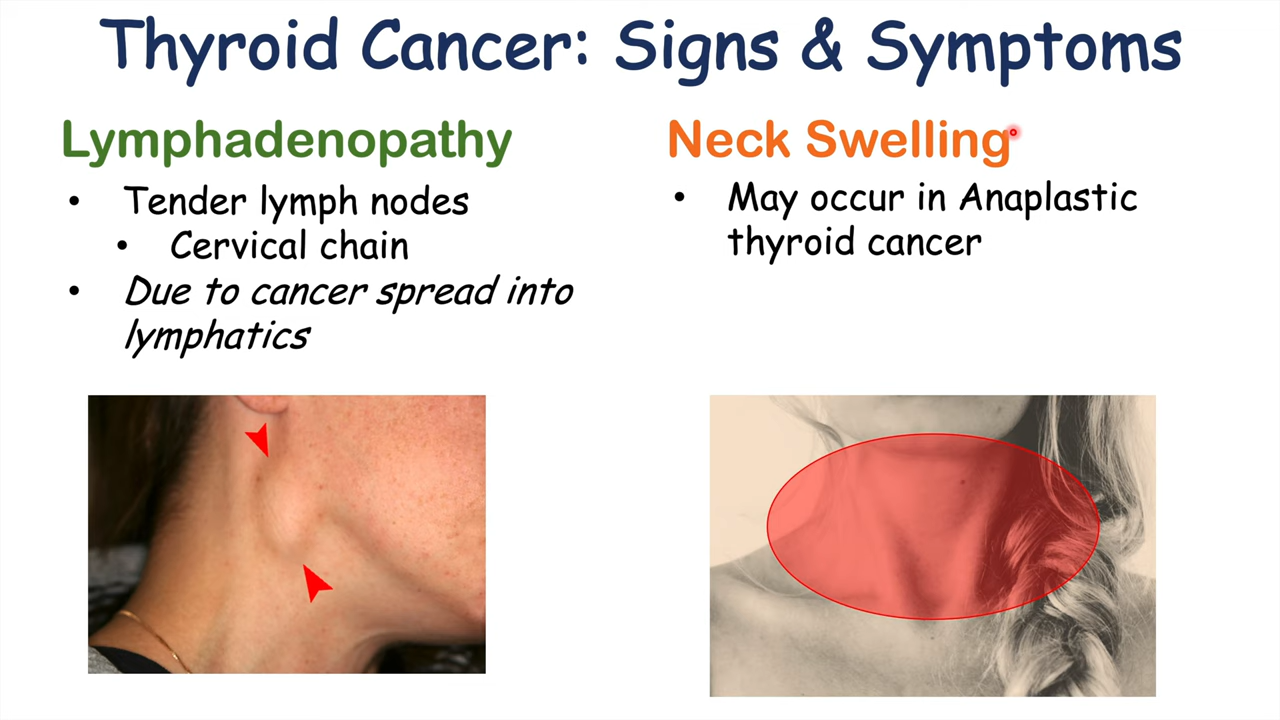 Thyroid Cancer: Signs & Symptoms
Lymphadenopathy
• Tender lymph nodes
• Cervical chain
• Due to cancer spread into
lymphatics
Neck Swelling
• May occur in Anaplastic
thyroid cancer